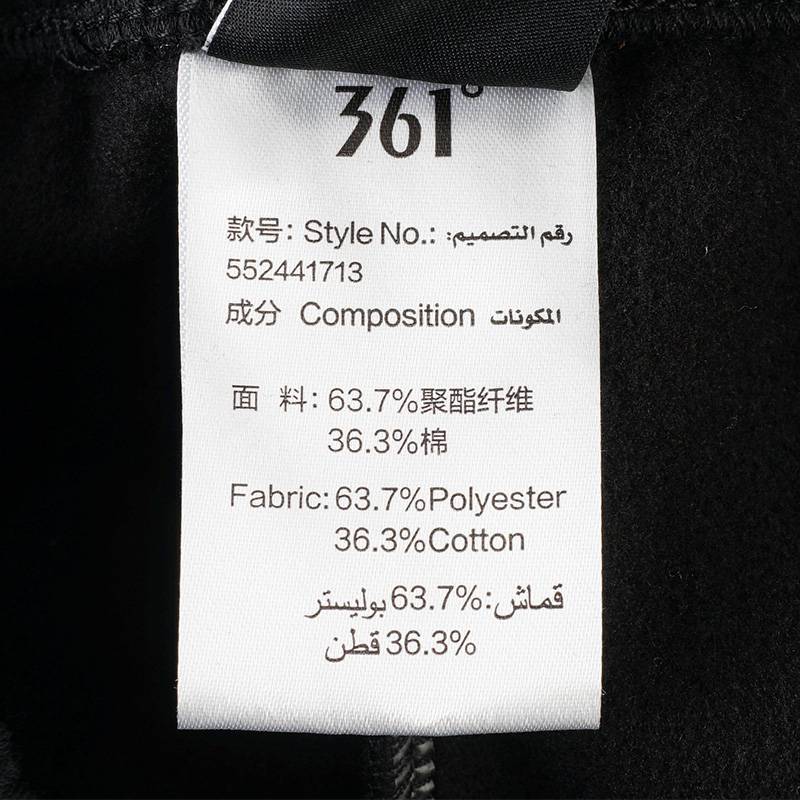 361°
款号: Style No.: رقم التصميم:
552441713
成分 Composition المكونات
面 料: 63.7%聚酯纤维
36.3%棉
Fabric: 63.7%Polyester
36.3%Cotton
قماش: 63.7% بوليستر
36.3% قطن